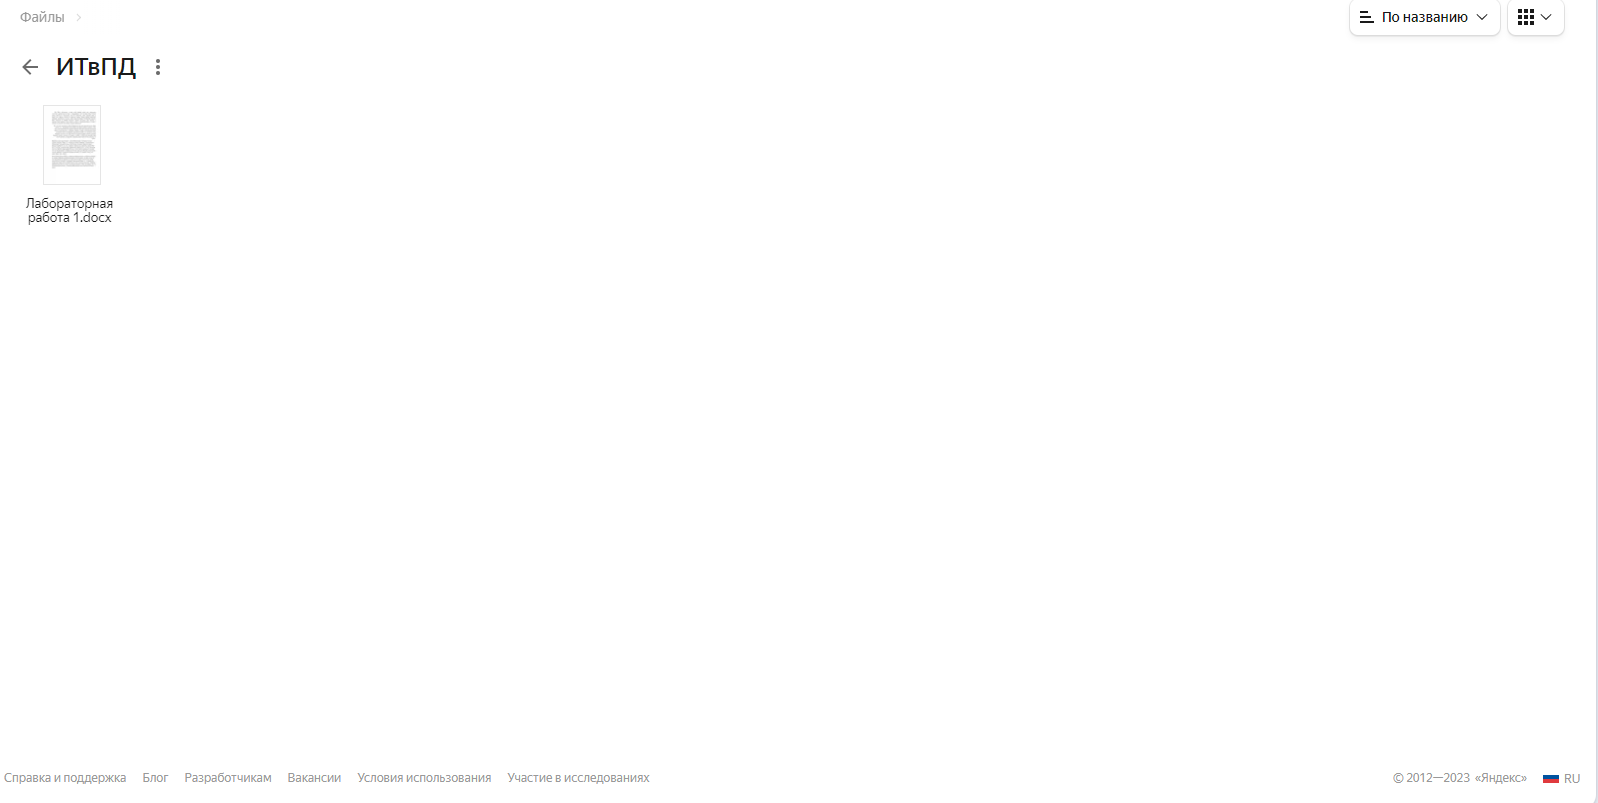 Файлы
По названию
ИТвПД
Лабораторная
работа 1.docx
Справка и поддержка Блог Разработчикам Вакансии Условия использования Участие в исследованиях © 2012—2023 «Яндекс» RU